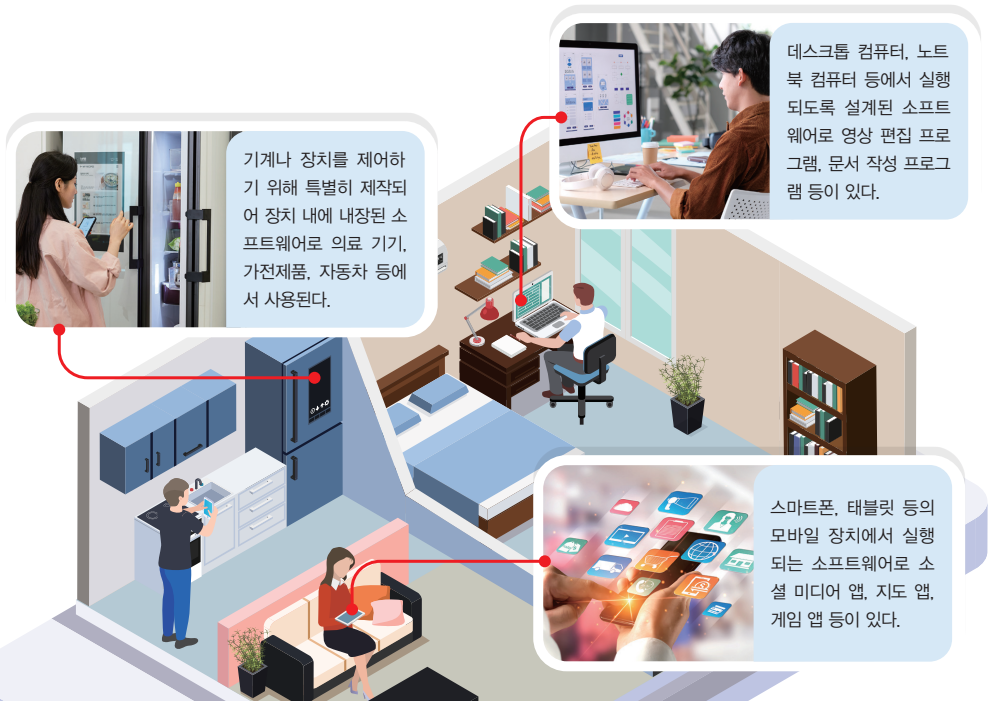 데스크톱 컴퓨터, 노트
북 컴퓨터 등에서 실행
되도록 설계된 소프트
웨어로 영상 편집 프로
그램, 문서 작성 프로그
램 등이 있다.
기계나 장치를 제어하
기 위해 특별히 제작되
어 장치 내에 내장된 소
프트웨어로 의료 기기,
가전제품, 자동차 등에
서 사용된다.
스마트폰, 태블릿 등의
모바일 장치에서 실행
되는 소프트웨어로 소
셜 미디어 앱, 지도 앱,
게임 앱 등이 있다.